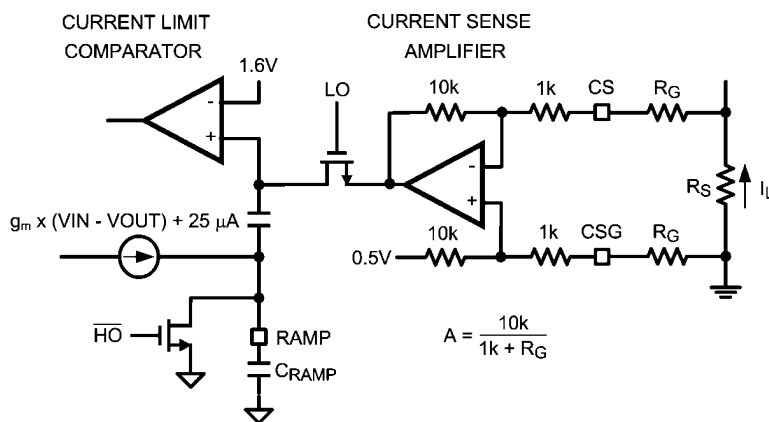 CURRENT LIMIT
COMPARATOR
CURRENT SENSE
AMPLIFIER
1.6V
LO
10k
1k
CS
RG
-
+
-
+
RS
IL
gm x (VIN - VOUT) + 25 μA
10k
1k
CSG
RG
0.5V
HO
RAMP
CRAMP
A = 10k
1k + RG